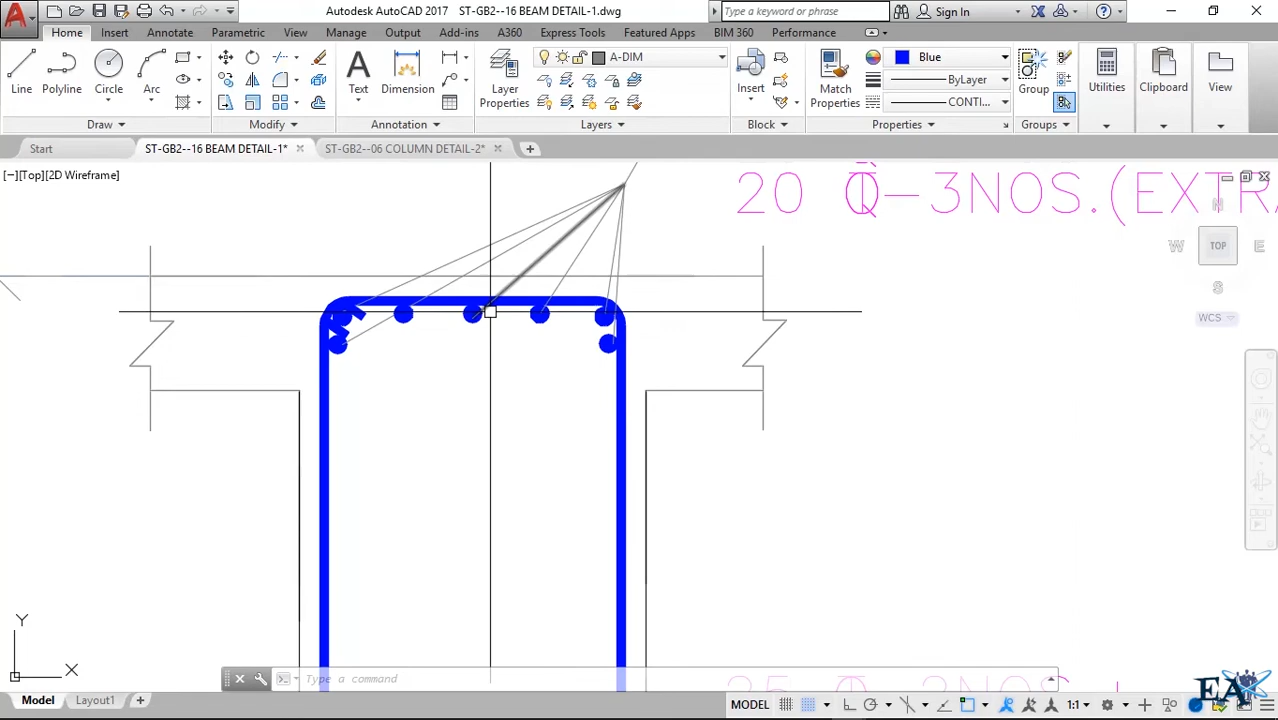 Autodesk AutoCAD 2017 ST-GB2--16 BEAM DETAIL-1.dwg
Type a keyword or phrase
Sign In
Home Insert Annotate Parametric View Manage Output Add-ins A360 Express Tools Featured Apps BIM 360 Performance
A-DIM
Blue
ByLayer
CONTI...
Line Polyline Circle Arc
Text Dimension
Layer Properties
Insert
Match Properties
Group
Utilities
Clipboard
View
Draw Modify Annotation Layers Block Properties Groups
Start
ST-GB2--16 BEAM DETAIL-1*
ST-GB2--06 COLUMN DETAIL-2*
[−][Top][2D Wireframe]
N
W TOP E
S
WCS
Y
X
Type a command
Model Layout1
MODEL
1:1
EA